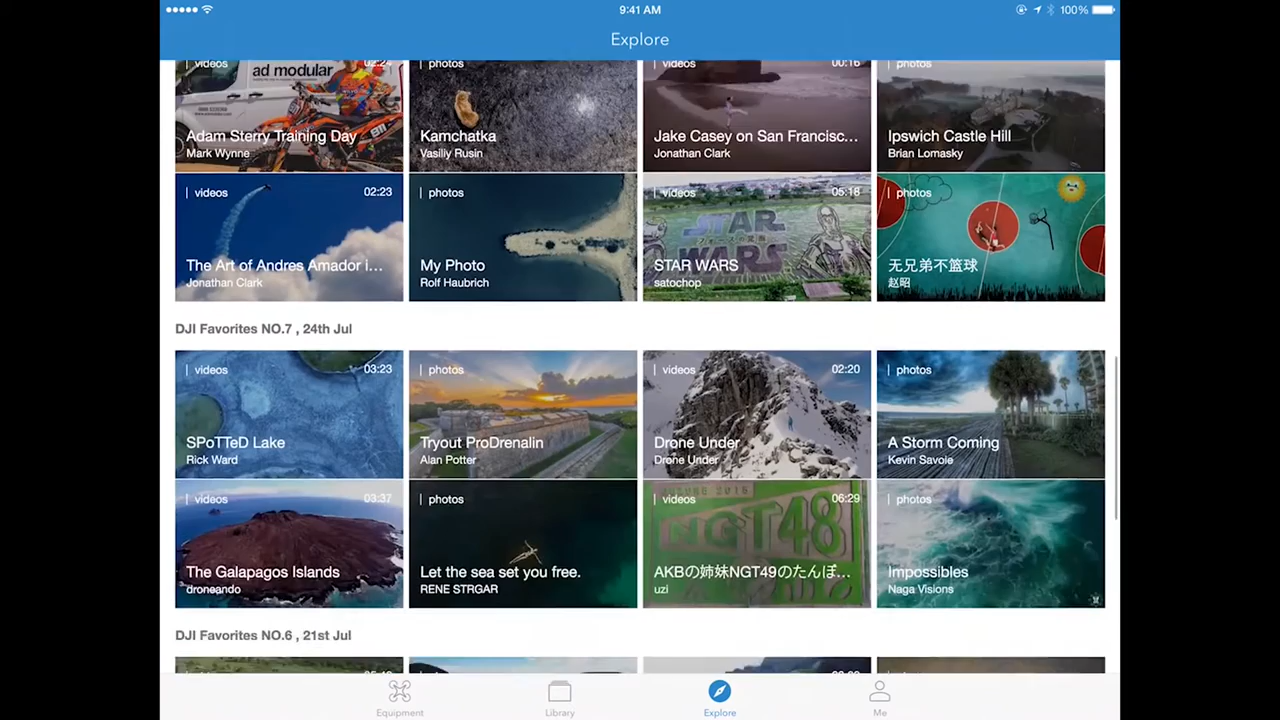 9:41 AM
100%
Explore
videos
02:24
photos
videos
00:16
photos
ad modular
Adam Sterry Training Day
Mark Wynne
Kamchatka
Vasiliy Rusin
Jake Casey on San Francisc...
Jonathan Clark
Ipswich Castle Hill
Brian Lomasky
videos
02:23
photos
videos
05:18
photos
STAR
WARS
The Art of Andres Amador i...
Jonathan Clark
My Photo
Rolf Haubrich
STAR WARS
satochop
无兄弟不篮球
赵昭
DJI Favorites NO.7 , 24th Jul
videos
03:23
photos
videos
02:20
photos
SPoTTeD Lake
Rick Ward
Tryout ProDrenalin
Alan Potter
Drone Under
Drone Under
A Storm Coming
Kevin Savoie
videos
03:37
photos
videos
06:29
photos
NGT48
The Galapagos Islands
droneando
Let the sea set you free.
RENE STRGAR
AKBの姉妹NGT49のたんぼ...
uzi
Impossibles
Naga Visions
DJI Favorites NO.6 , 21st Jul
Equipment
Library
Explore
Me